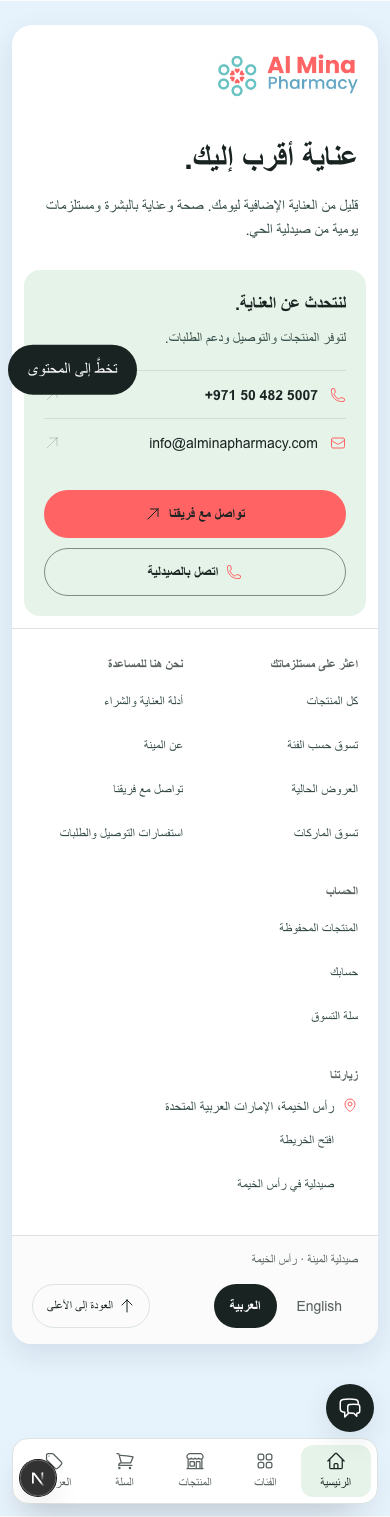 Al Mina
Pharmacy
عناية أقرب إليك.
قليل من العناية الإضافية ليومك. صحة وعناية بالبشرة ومستلزمات
يومية من صيدلية الحي.
لنتحدث عن العناية.
لتوفر المنتجات والتوصيل ودعم الطلبات.
تخطَّ إلى المحتوى
+971 50 482 5007
info@alminapharmacy.com
تواصل مع فريقنا
اتصل بالصيدلية
اعثر على مستلزماتك
كل المنتجات
تسوق حسب الفئة
العروض الحالية
تسوق الماركات
نحن هنا للمساعدة
أدلة العناية والشراء
عن المينة
تواصل مع فريقنا
استفسارات التوصيل والطلبات
الحساب
المنتجات المحفوظة
حسابك
سلة التسوق
زيارتنا
رأس الخيمة، الإمارات العربية المتحدة
افتح الخريطة
صيدلية في رأس الخيمة
صيدلية المينة · رأس الخيمة
English
العربية
العودة إلى الأعلى
الرئيسية
الفئات
المنتجات
السلة
N